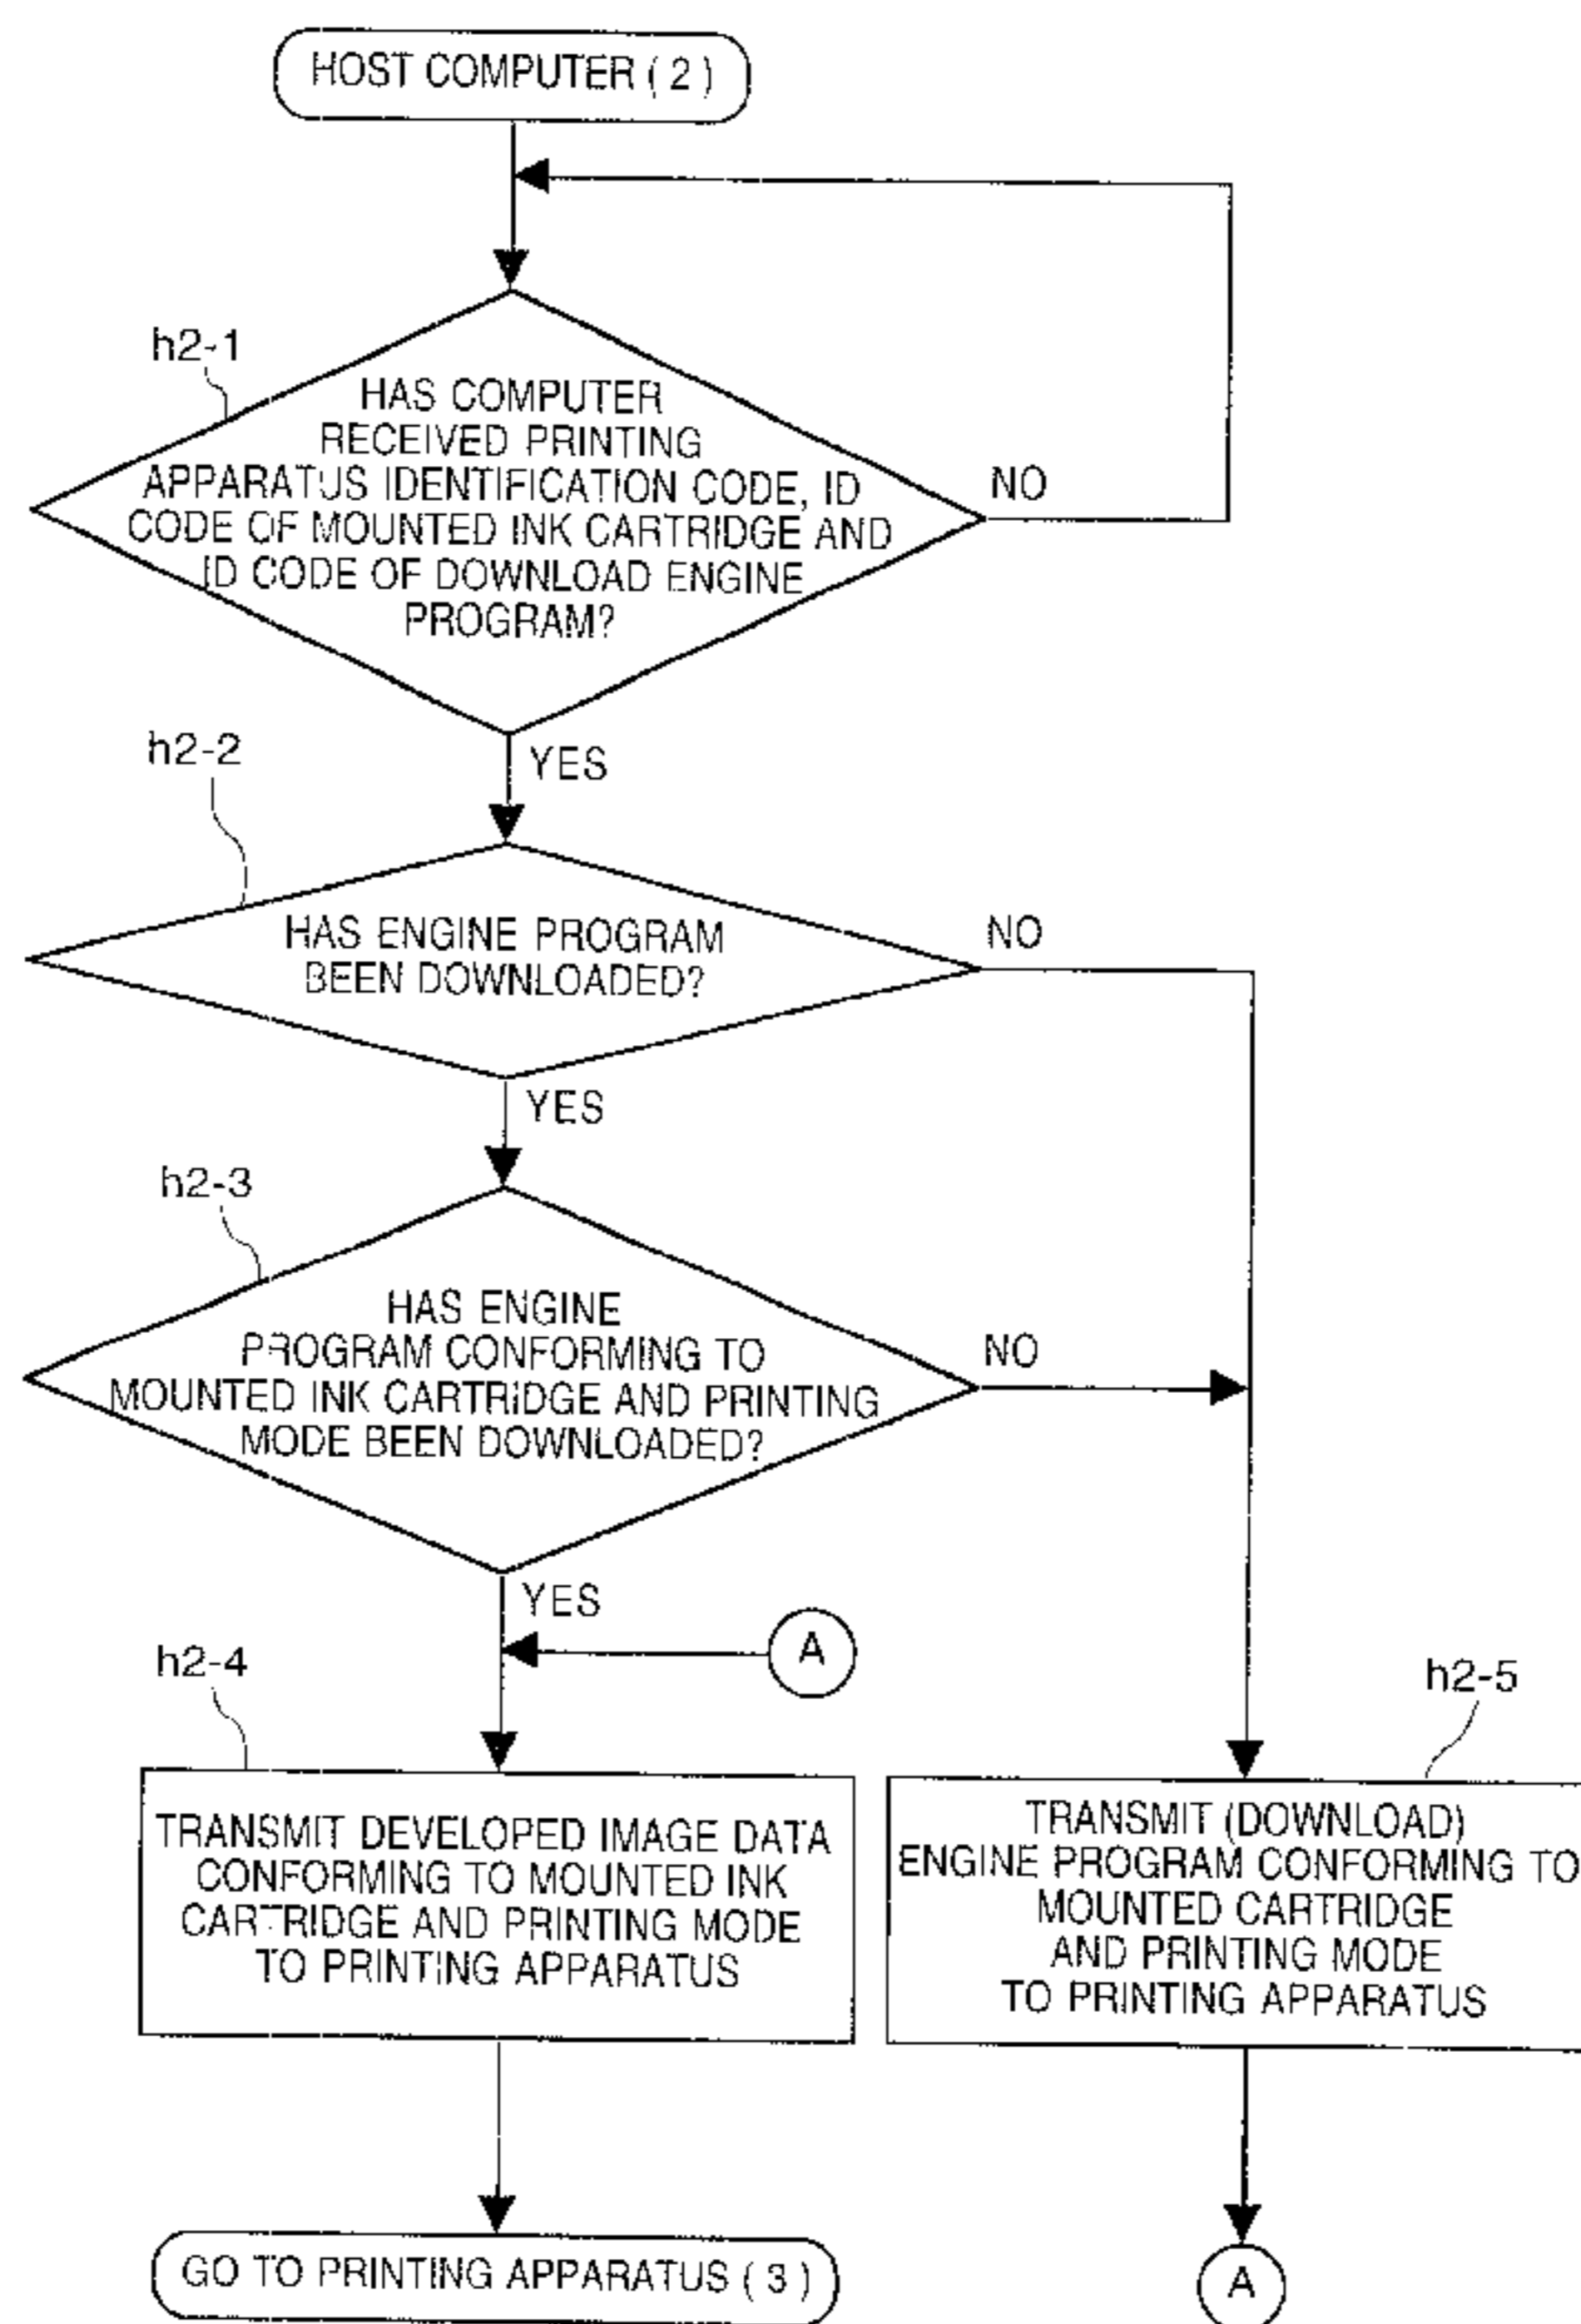 HOST COMPUTER ( 2 )
h2-1
HAS COMPUTER
RECEIVED PRINTING
APPARATUS IDENTIFICATION CODE, ID
CODE OF MOUNTED INK CARTRIDGE AND
ID CODE OF DOWNLOAD ENGINE
PROGRAM?
NO
YES
h2-2
HAS ENGINE PROGRAM
BEEN DOWNLOADED?
NO
YES
h2-3
HAS ENGINE
PROGRAM CONFORMING TO
MOUNTED INK CARTRIDGE AND PRINTING
MODE BEEN DOWNLOADED?
NO
YES
A
h2-4
TRANSMIT DEVELOPED IMAGE DATA
CONFORMING TO MOUNTED INK
CARTRIDGE AND PRINTING MODE
TO PRINTING APPARATUS
h2-5
TRANSMIT (DOWNLOAD)
ENGINE PROGRAM CONFORMING TO
MOUNTED CARTRIDGE
AND PRINTING MODE
TO PRINTING APPARATUS
GO TO PRINTING APPARATUS ( 3 )
A